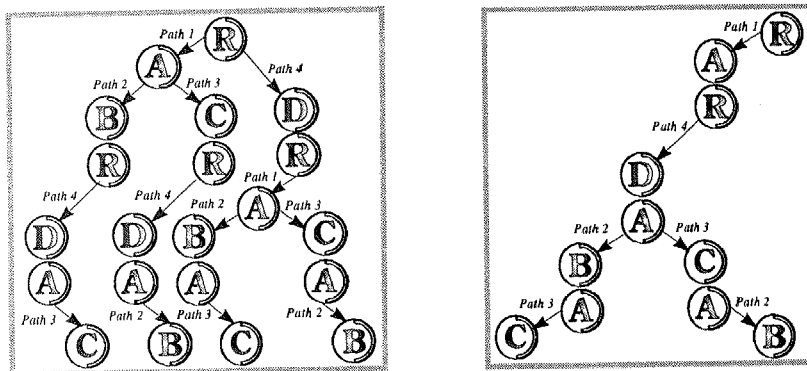 Path 1 R
A Path 3
Path 2 Path 4
B C D
R R R
Path 1
Path 4 Path 4 Path 2 A Path 3
D D B C
A A A A
Path 3 Path 2 Path 3 Path 2
C B C B
Path 1 R
A
R
Path 4
D
A
Path 2 Path 3
B C
Path 3 A A Path 2
C B